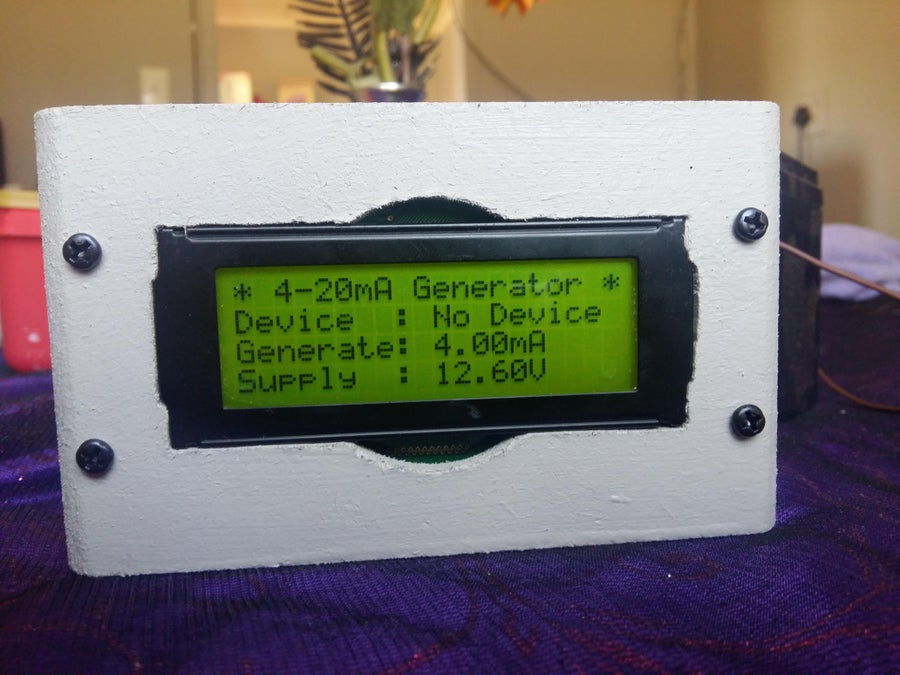 * 4-20mA Generator *
Device   : No Device
Generate: 4.00mA
Supply   : 12.60V